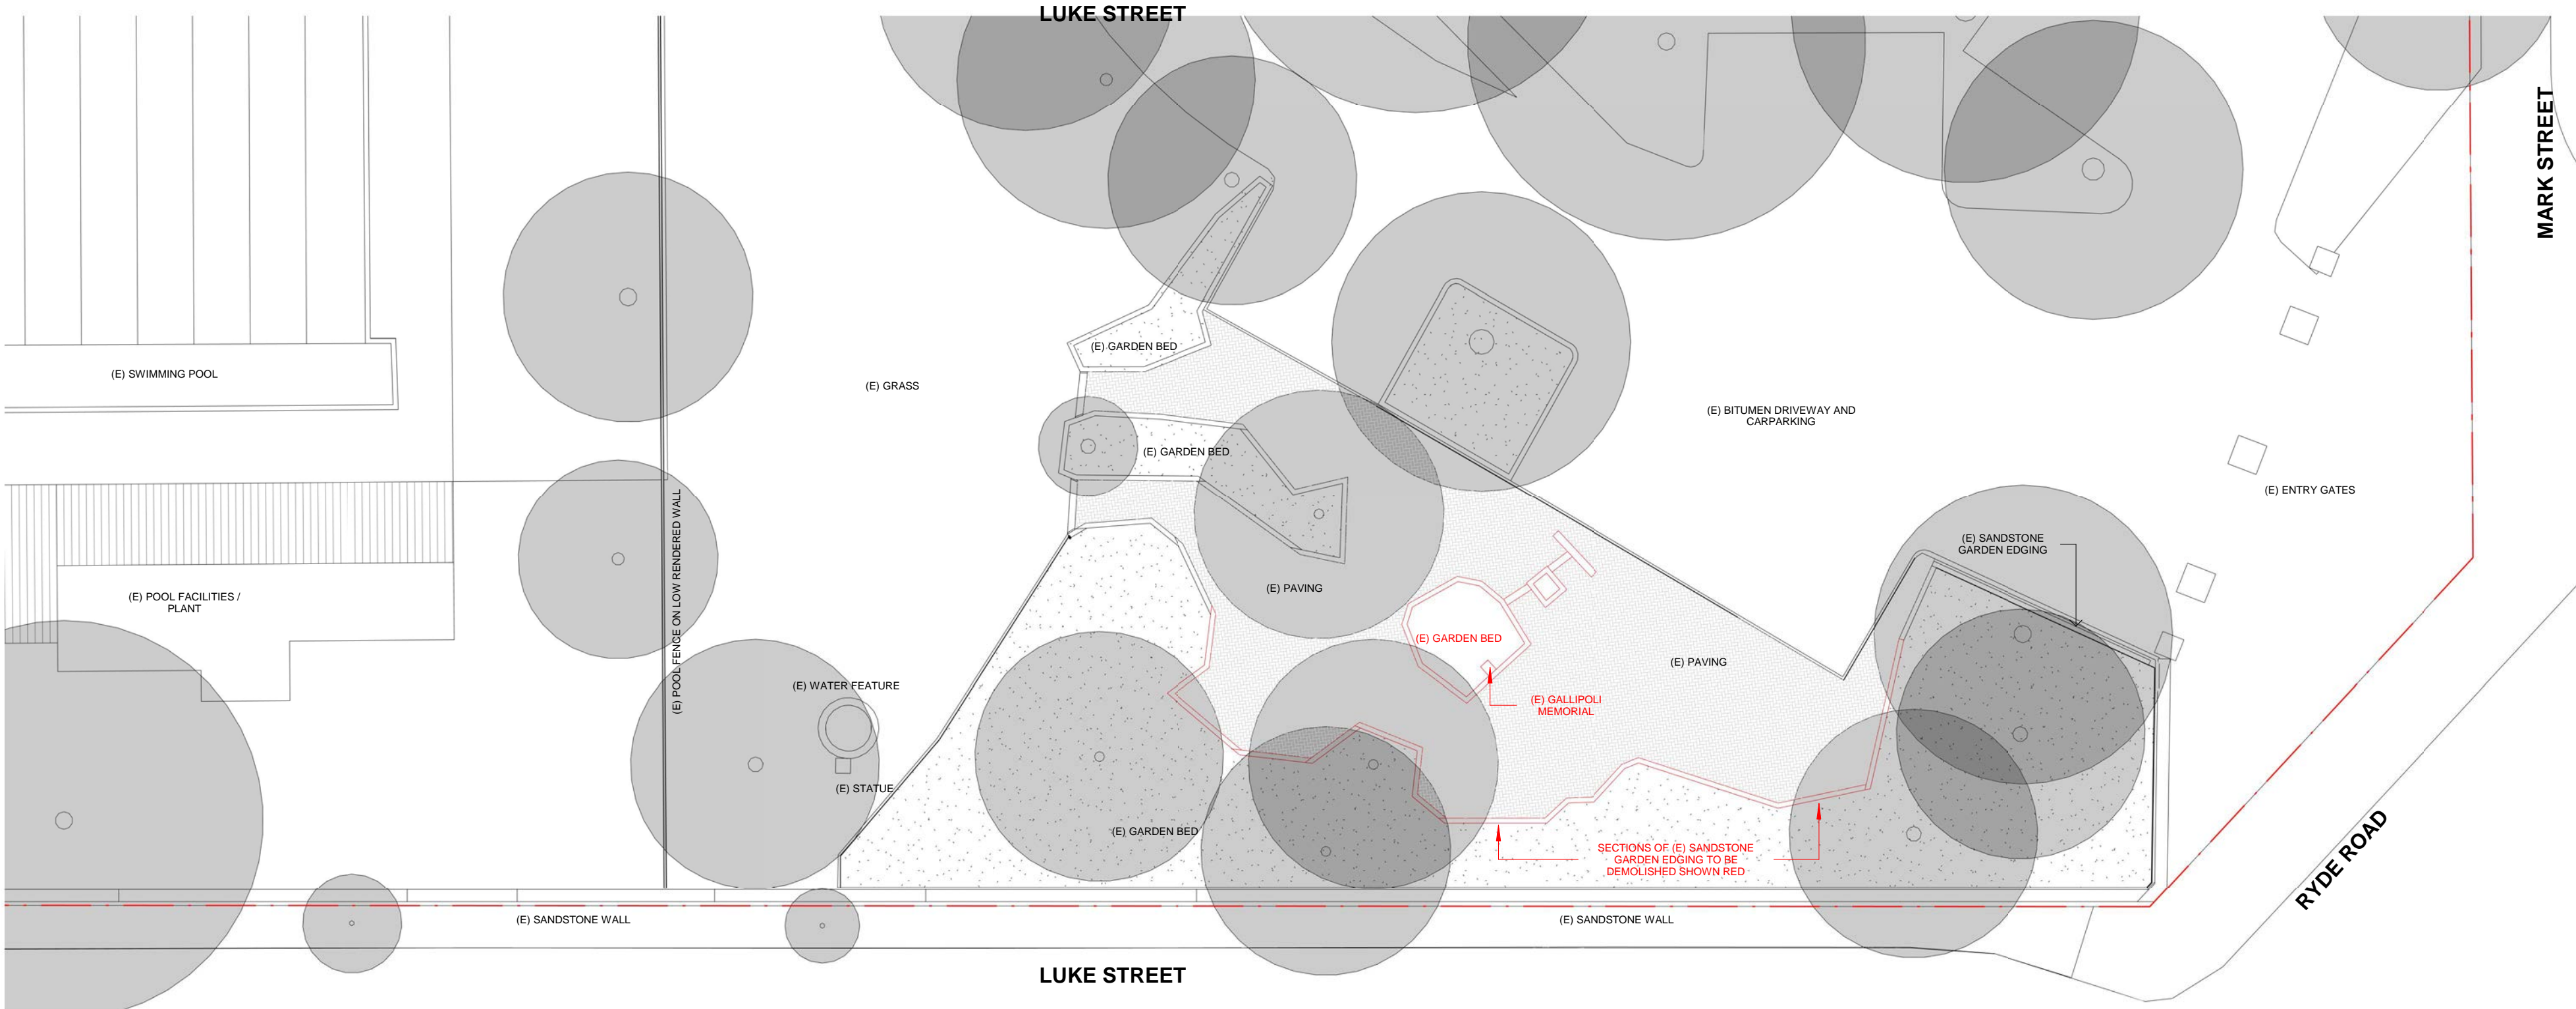 LUKE STREET
MARK STREET
(E) GARDEN BED
(E) SWIMMING POOL
(E) GRASS
(E) BITUMEN DRIVEWAY AND
CARPARKING
(E) GARDEN BED
(E) ENTRY GATES
(E) POOL FENCE ON LOW RENDERED WALL
(E) SANDSTONE
GARDEN EDGING
(E) PAVING
(E) POOL FACILITIES /
PLANT
(E) GARDEN BED
(E) PAVING
(E) WATER FEATURE
(E) GALLIPOLI
MEMORIAL
(E) STATUE
(E) GARDEN BED
SECTIONS OF (E) SANDSTONE
GARDEN EDGING TO BE
DEMOLISHED SHOWN RED
RYDE ROAD
(E) SANDSTONE WALL
(E) SANDSTONE WALL
LUKE STREET